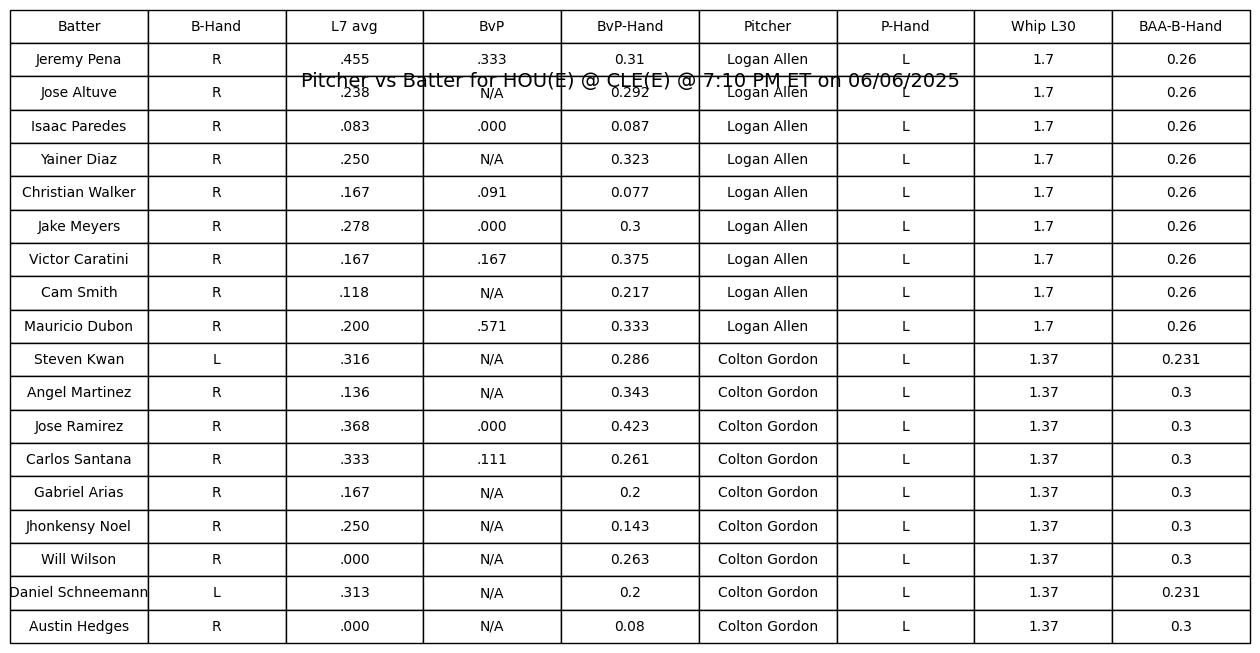 Batter B-Hand L7 avg BvP BvP-Hand Pitcher P-Hand Whip L30 BAA-B-Hand
Jeremy Pena R .455 .333 0.31 Logan Allen L 1.7 0.26
Pitcher vs Batter for HOU(E) @ CLE(E) @ 7:10 PM ET on 06/06/2025
Jose Altuve R .238 N/A 0.292 Logan Allen L 1.7 0.26
Isaac Paredes R .083 .000 0.087 Logan Allen L 1.7 0.26
Yainer Diaz R .250 N/A 0.323 Logan Allen L 1.7 0.26
Christian Walker R .167 .091 0.077 Logan Allen L 1.7 0.26
Jake Meyers R .278 .000 0.3 Logan Allen L 1.7 0.26
Victor Caratini R .167 .167 0.375 Logan Allen L 1.7 0.26
Cam Smith R .118 N/A 0.217 Logan Allen L 1.7 0.26
Mauricio Dubon R .200 .571 0.333 Logan Allen L 1.7 0.26
Steven Kwan L .316 N/A 0.286 Colton Gordon L 1.37 0.231
Angel Martinez R .136 N/A 0.343 Colton Gordon L 1.37 0.3
Jose Ramirez R .368 .000 0.423 Colton Gordon L 1.37 0.3
Carlos Santana R .333 .111 0.261 Colton Gordon L 1.37 0.3
Gabriel Arias R .167 N/A 0.2 Colton Gordon L 1.37 0.3
Jhonkensy Noel R .250 N/A 0.143 Colton Gordon L 1.37 0.3
Will Wilson R .000 N/A 0.263 Colton Gordon L 1.37 0.3
Daniel Schneemann L .313 N/A 0.2 Colton Gordon L 1.37 0.231
Austin Hedges R .000 N/A 0.08 Colton Gordon L 1.37 0.3